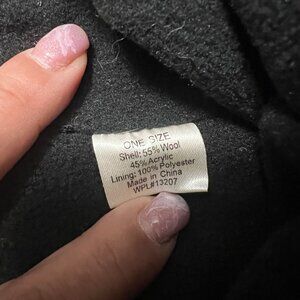 ONE SIZE
Shell: 55% Wool
45% Acrylic
Lining: 100% Polyester
Made in China
WPL#13207